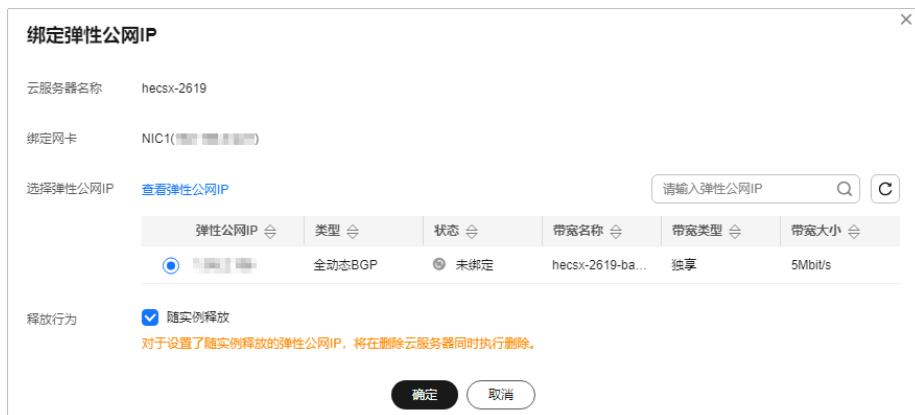 绑定弹性公网IP
云服务器名称 hecsx-2619
绑定网卡 NIC1( )
选择弹性公网IP 查看弹性公网IP 请输入弹性公网IP
弹性公网IP 类型 状态 带宽名称 带宽类型 带宽大小
全动态BGP 未绑定 hecsx-2619-ba... 独享 5Mbit/s
释放行为 随实例释放
对于设置了随实例释放的弹性公网IP，将在删除云服务器同时执行删除。
确定 取消